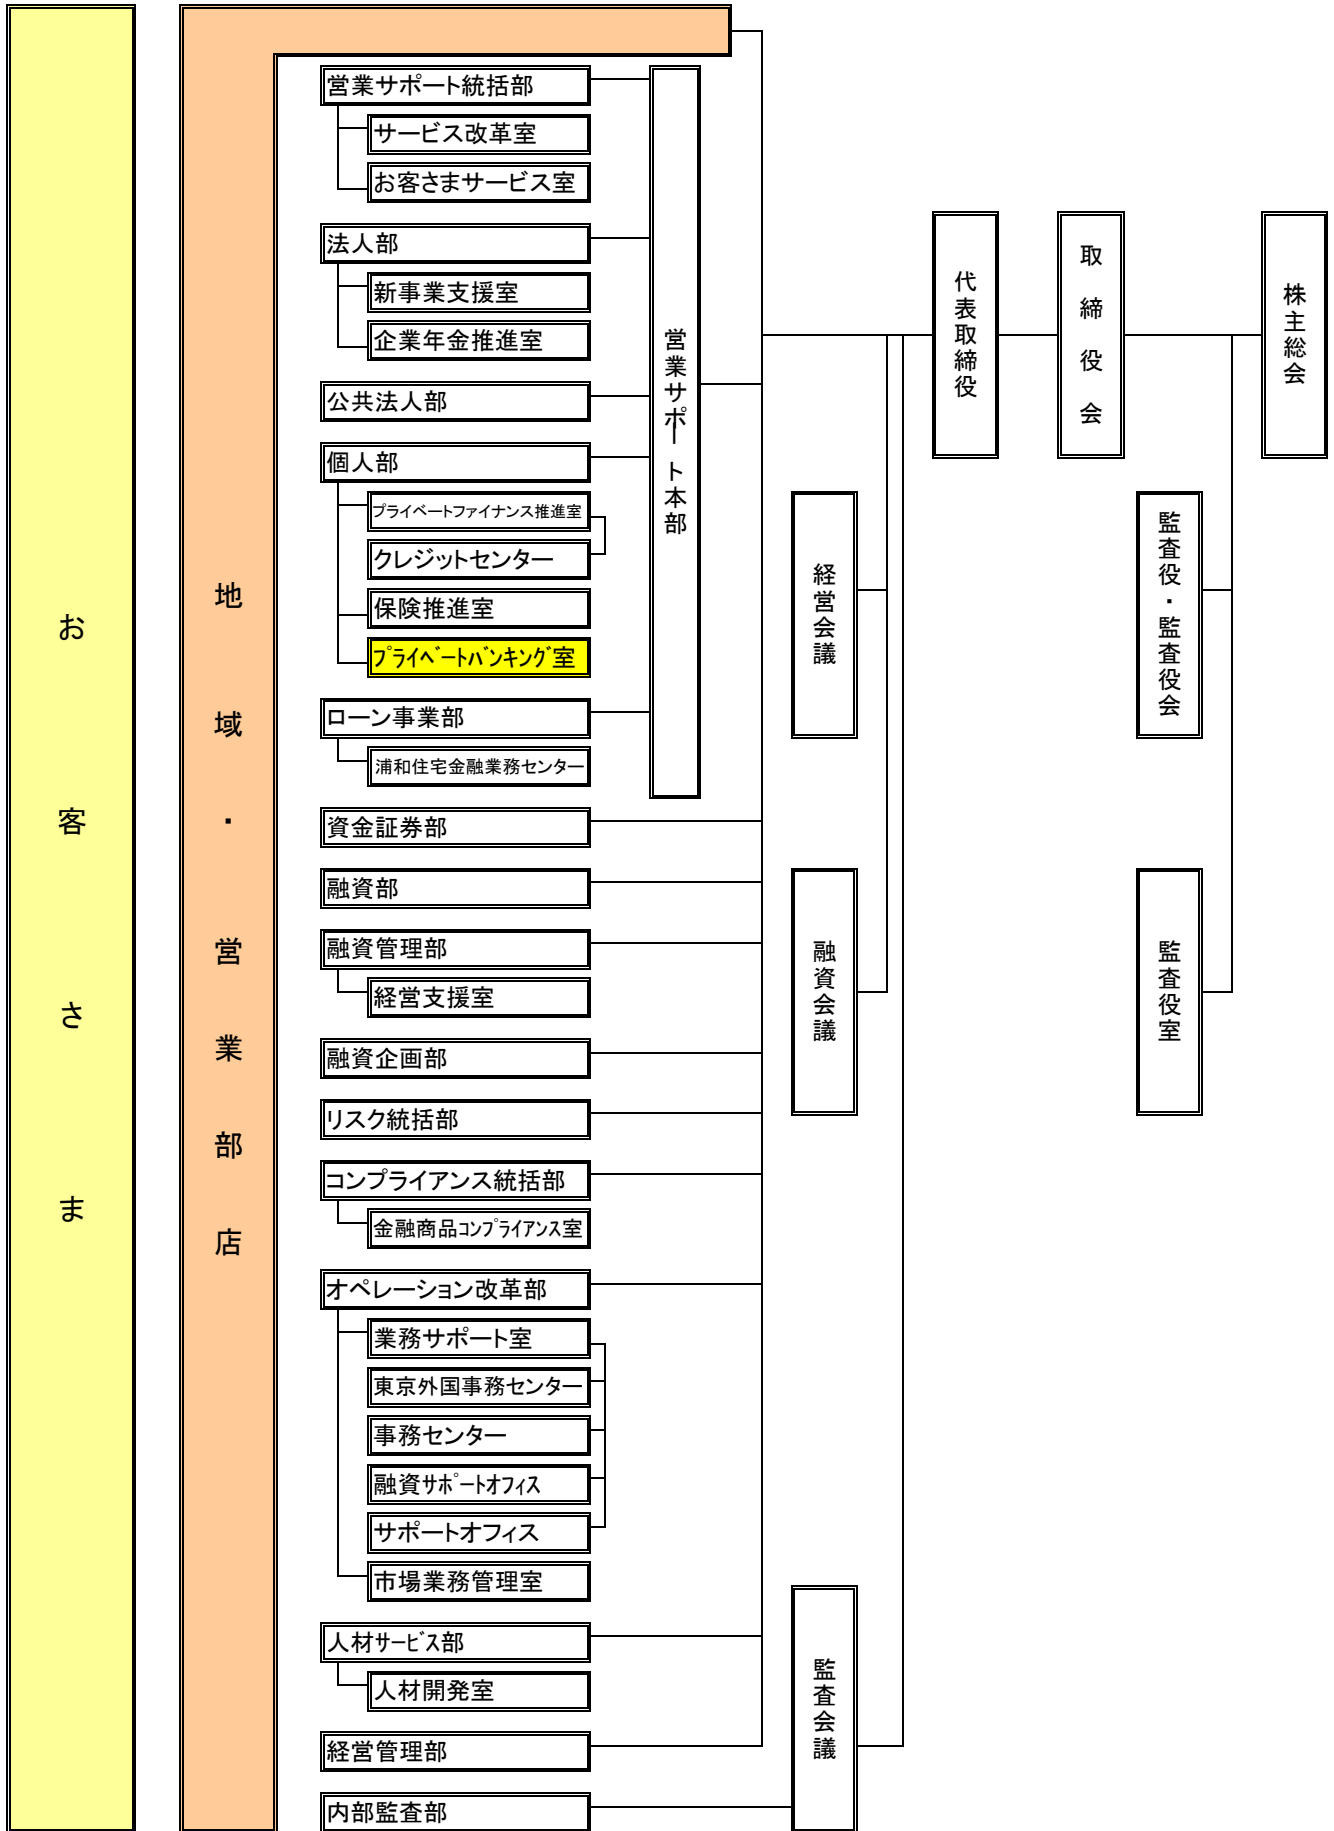 お客さま
地域・営業部店
営業サポート統括部
サービス改革室
お客さまサービス室
法人部
新事業支援室
企業年金推進室
公共法人部
個人部
プライベートファイナンス推進室
クレジットセンター
保険推進室
プライベートバンキング室
ローン事業部
浦和住宅金融業務センター
営業サポート本部
資金証券部
融資部
融資管理部
経営支援室
融資企画部
リスク統括部
コンプライアンス統括部
金融商品コンプライアンス室
オペレーション改革部
業務サポート室
東京外国事務センター
事務センター
融資サポートオフィス
サポートオフィス
市場業務管理室
人材サービス部
人材開発室
経営管理部
内部監査部
経営会議
融資会議
監査会議
代表取締役
取締役会
監査役・監査役会
監査役室
株主総会